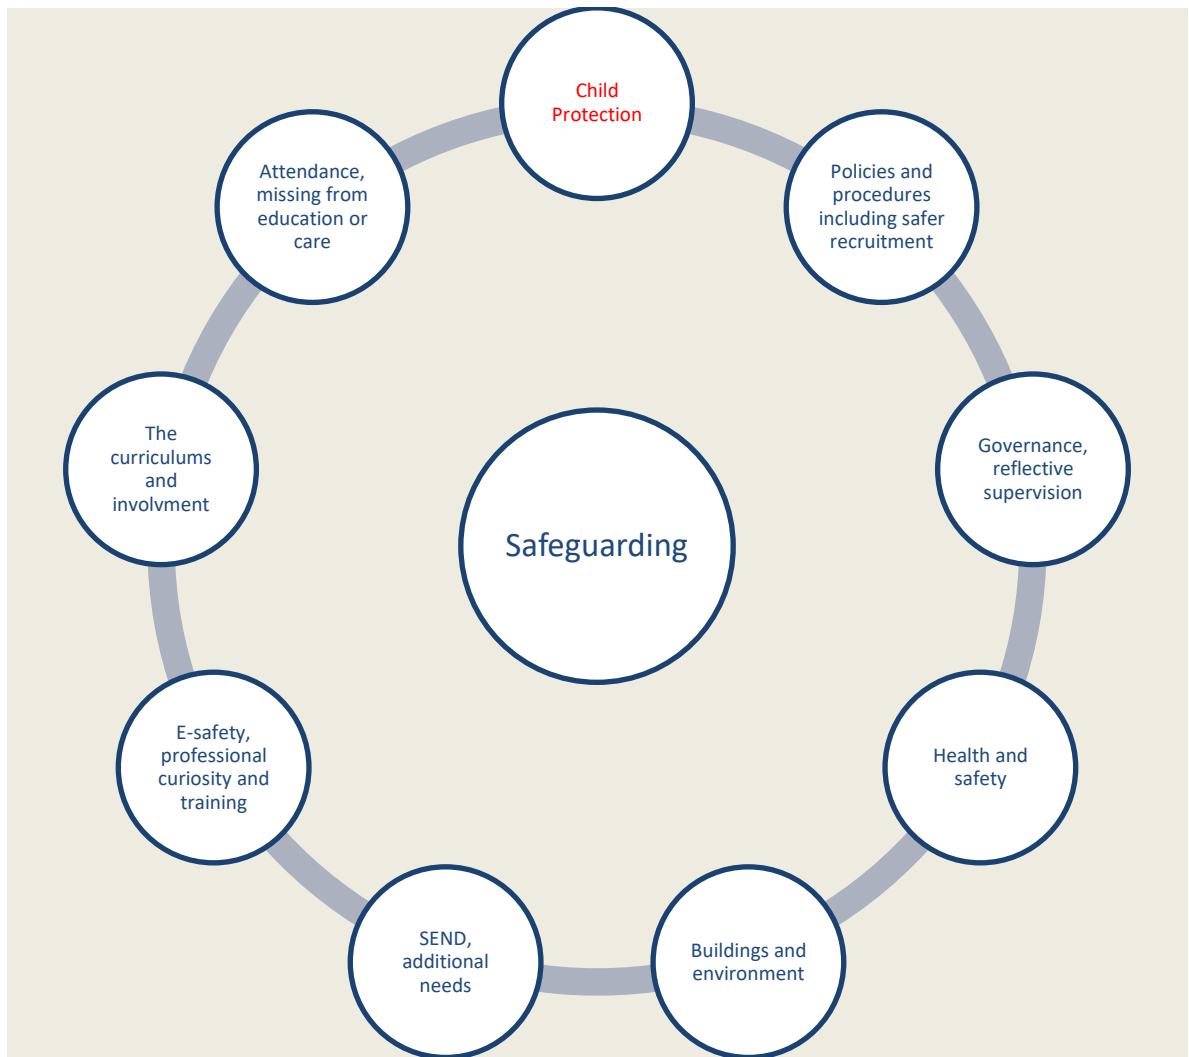 Child
Protection
Policies and
procedures
including safer
recruitment
Governance,
reflective
supervision
Health and
safety
Buildings and
environment
SEND,
additional
needs
E-safety,
professional
curiosity and
training
The
curriculums
and
involvment
Attendance,
missing from
education or
care
Safeguarding